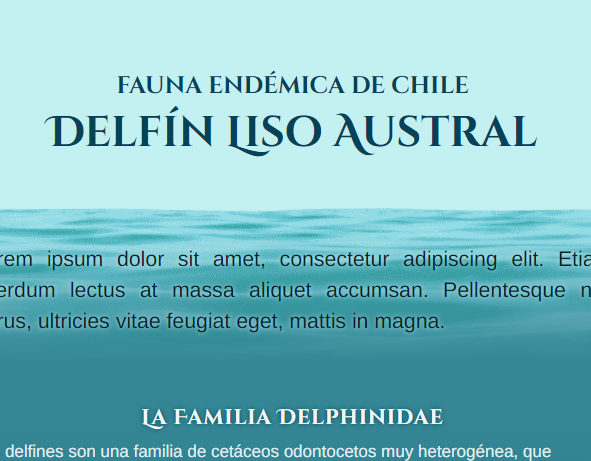 FAUNA ENDÉMICA DE CHILE
DELFÍN LISO AUSTRAL
rem ipsum dolor sit amet, consectetur adipiscing elit. Etia
erdum lectus at massa aliquet accumsan. Pellentesque n
rus, ultricies vitae feugiat eget, mattis in magna.
LA FAMILIA DELPHINIDAE
delfines son una familia de cetáceos odontocetos muy heterogénea, que